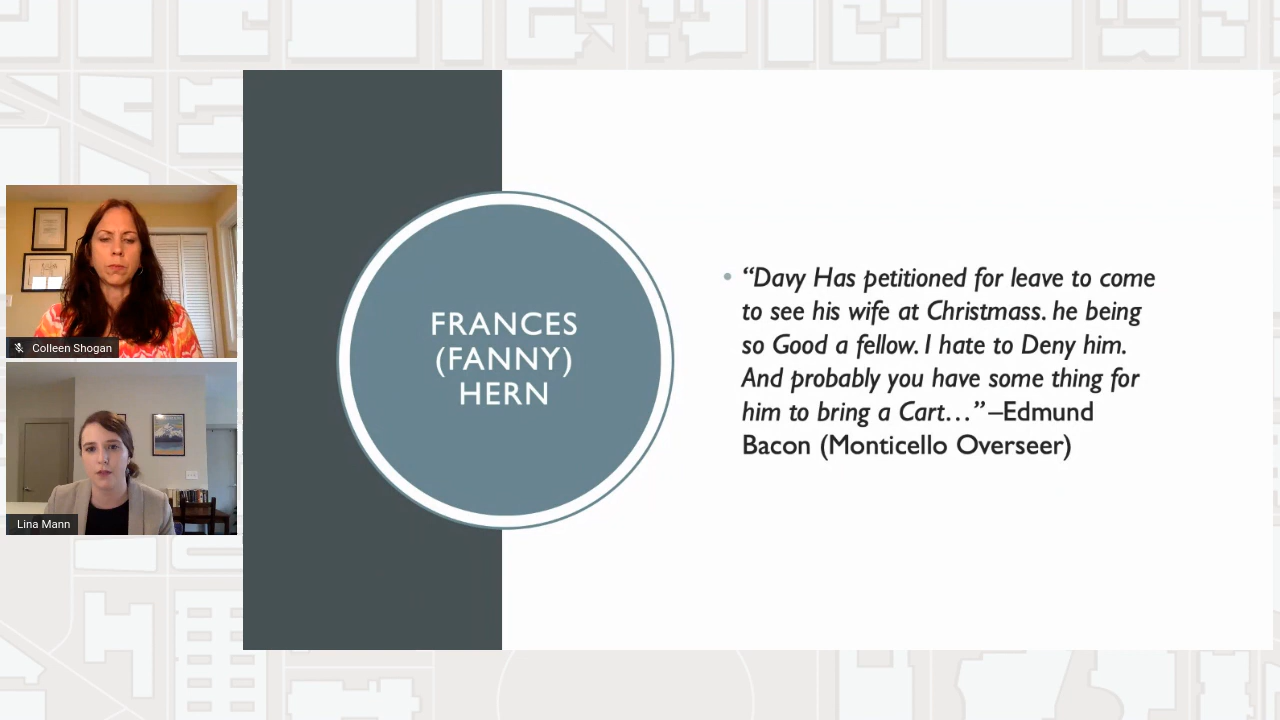 Colleen Shogan
Lina Mann
FRANCES
(FANNY)
HERN
• “Davy Has petitioned for leave to come
to see his wife at Christmass. he being
so Good a fellow. I hate to Deny him.
And probably you have some thing for
him to bring a Cart…” –Edmund
Bacon (Monticello Overseer)